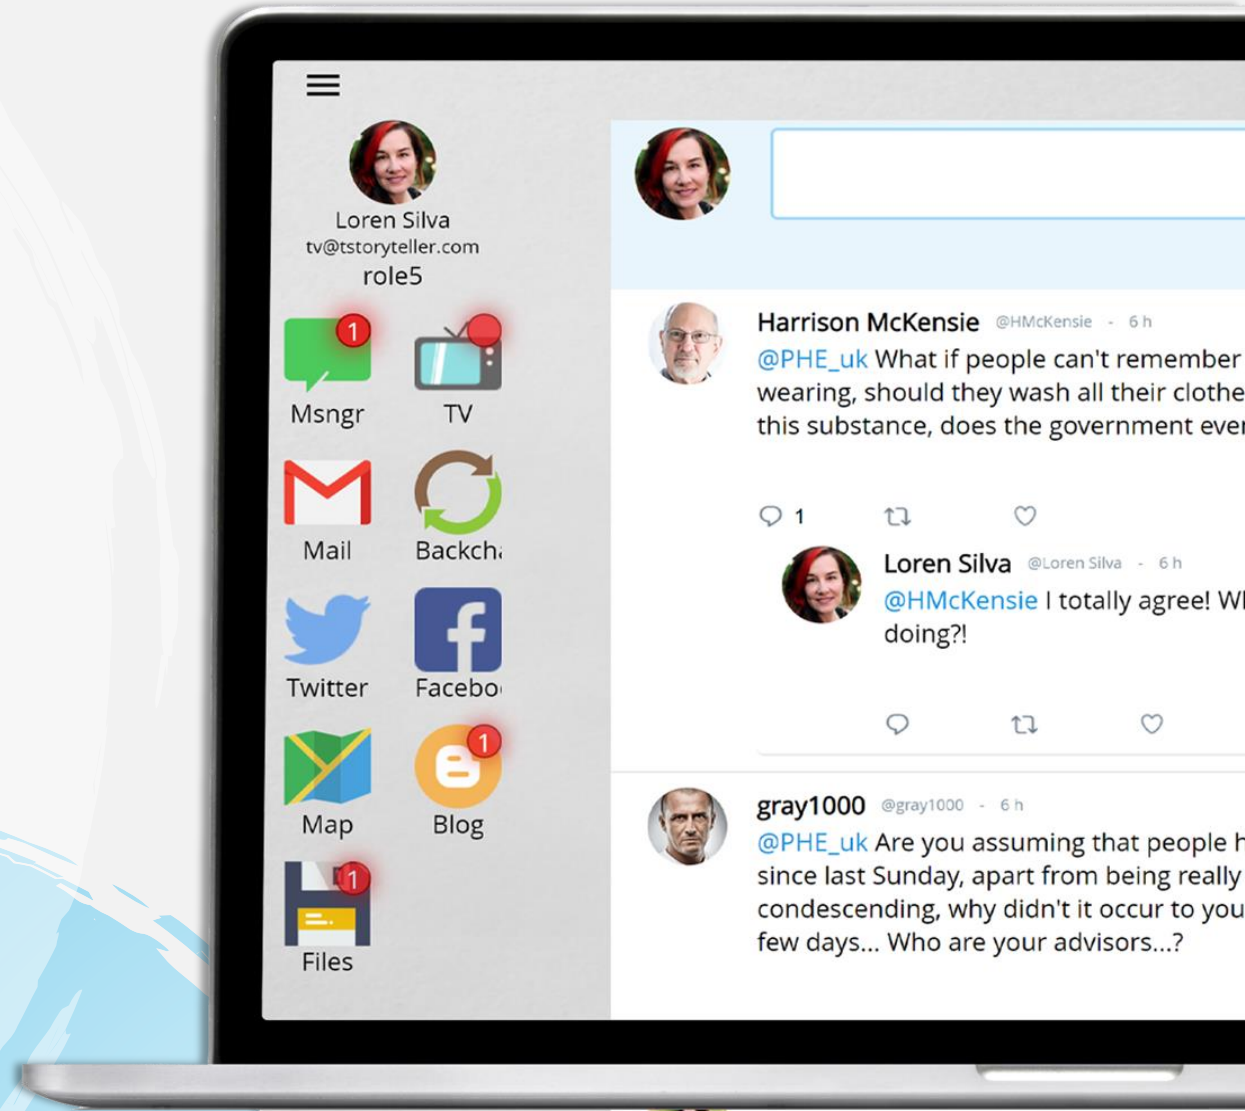 Loren Silva
tv@tstoryteller.com
role5
1
Msngr
TV
Mail
Backch
Twitter
Facebo
1
Map
Blog
1
Files
Harrison McKensie @HMcKensie - 6 h
@PHE_uk What if people can't remember
wearing, should they wash all their clothe
this substance, does the government ever
1
Loren Silva @Loren Silva - 6 h
@HMcKensie I totally agree! Wh
doing?!
gray1000 @gray1000 - 6 h
@PHE_uk Are you assuming that people h
since last Sunday, apart from being really
condescending, why didn't it occur to you
few days... Who are your advisors...?